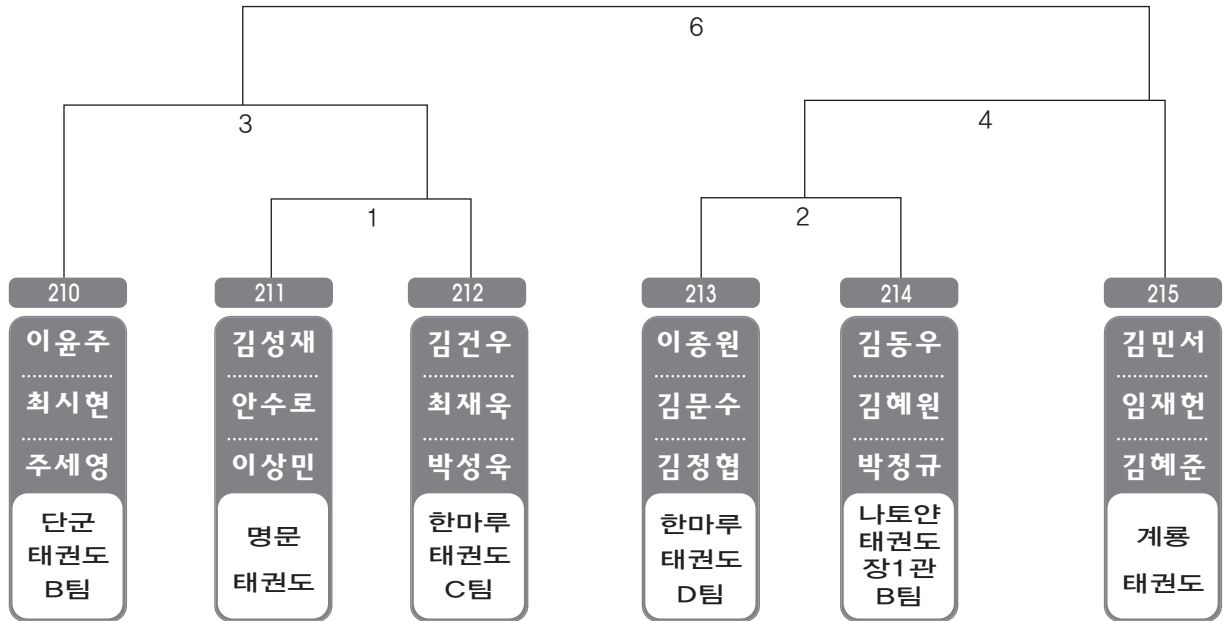 6
3
4
1
2
210
211
212
213
214
215
이윤주
최시현
주세영
단군
태권도
B팀
김성재
안수로
이상민
명문
태권도
김건우
최재욱
박성욱
한마루
태권도
C팀
이종원
김문수
김정협
한마루
태권도
D팀
김동우
김혜원
박정규
나토얀
태권도
장1관
B팀
김민서
임재헌
김혜준
계룡
태권도